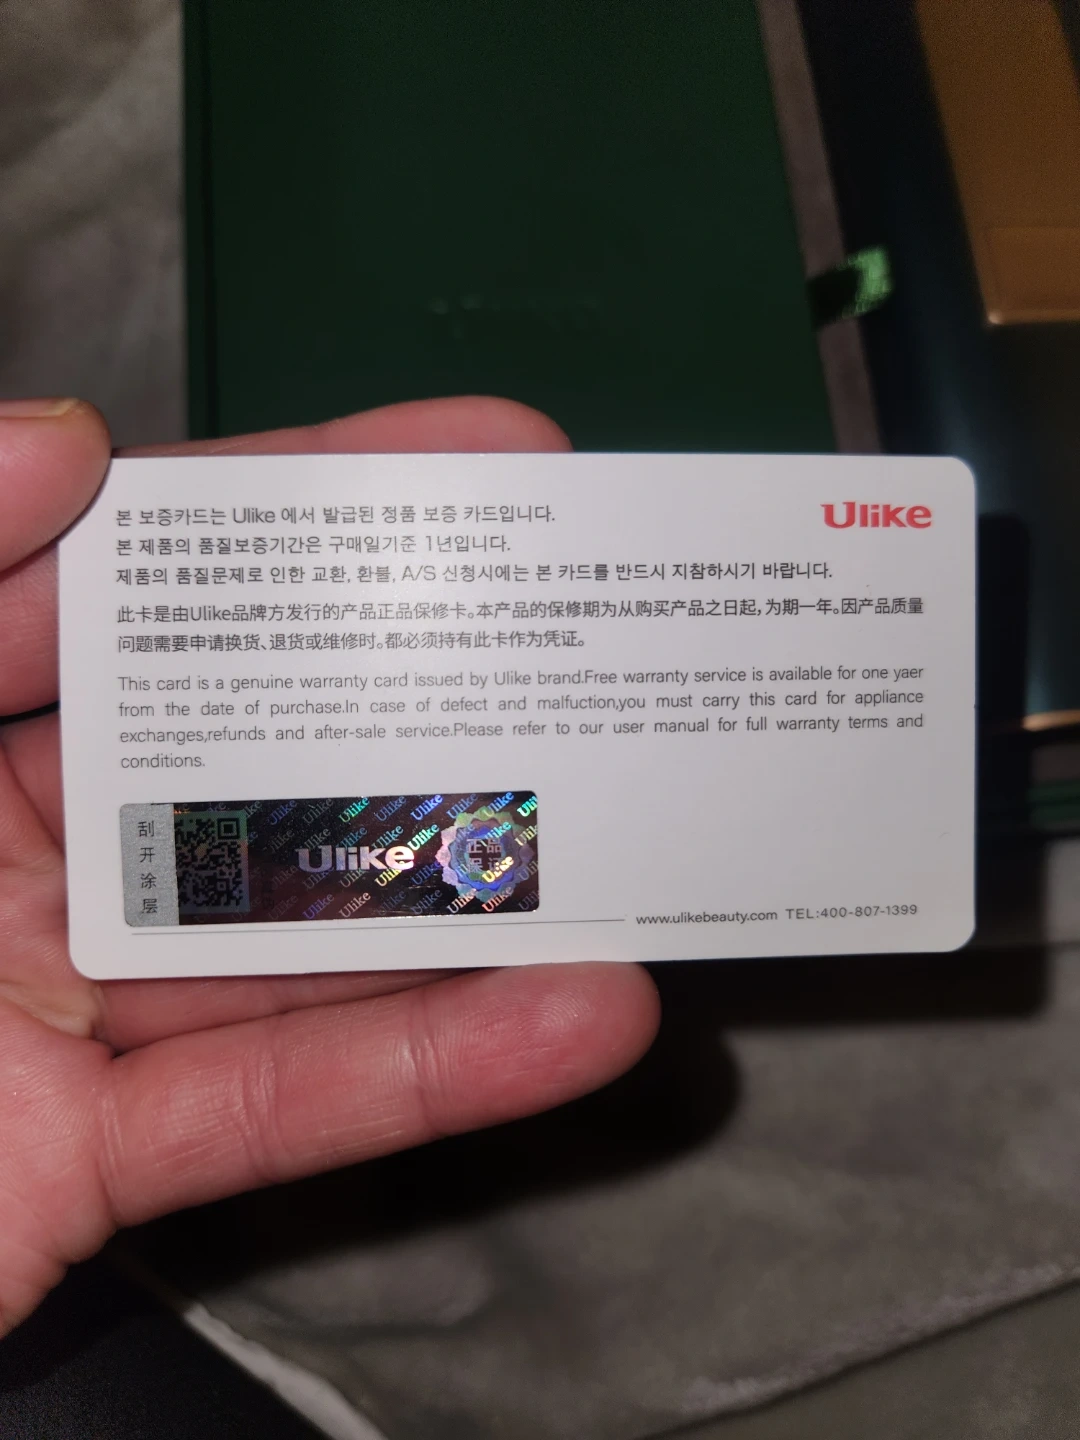 본 보증카드는 Ulike 에서 발급된 정품 보증 카드입니다.
Ulike
본 제품의 품질보증기간은 구매일기준 1년입니다.
제품의 품질문제로 인한 교환, 환불, A/S 신청시에는 본 카드를 반드시 지참하시기 바랍니다.
此卡是由Ulike品牌方发行的产品正品保修卡。本产品的保修期为从购买产品之日起，为期一年。因产品质量
问题需要申请换货、退货或维修时。都必须持有此卡作为凭证。
This card is a genuine warranty card issued by Ulike brand.Free warranty service is available for one yaer
from the date of purchase.In case of defect and malfuction,you must carry this card for appliance
exchanges,refunds and after-sale service.Please refer to our user manual for full warranty terms and
conditions.
刮
开
涂
层
Ulike
正品
保证
www.ulikebeauty.com TEL:400-807-1399